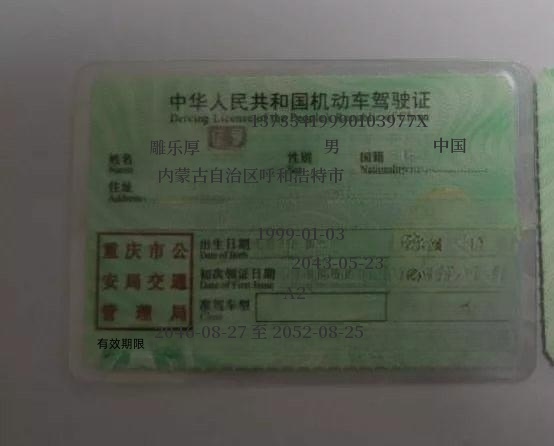 中华人民共和国机动车驾驶证
Driving License of the People's Republic of China
证号 13755419990103977X
姓名 雕乐厚 性别 男 国籍 中国
Name Nationality
住址 内蒙古自治区呼和浩特市
Address
1999-01-03
重庆市公 出生日期
Date of Birth
2043-05-23
安局交通 初次领证日期
Date of First Issue
A2
管理局 准驾车型
Class
2046-08-27 至 2052-08-25
有效期限